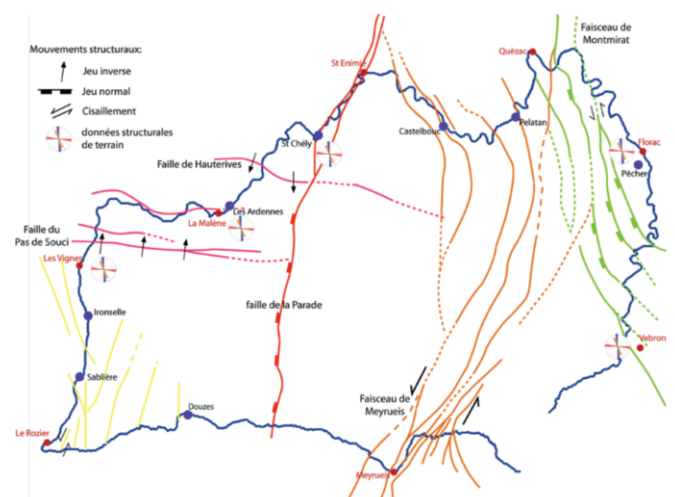 Mouvements structuraux:
Jeu inverse
Jeu normal
Cisaillement
données structurales
de terrain
Faisceau de
Montmirat
Quèzac
St Enimie
Castelbouc
Pelatan
Florac
Pêcher
St Chély
Faille de Hauterives
Les Ardennes
La Malène
Faille du
Pas de Souci
Les Vignes
faille de la Parade
Ironselle
Vebron
Sablière
Faisceau de
Meyrueis
Douzes
Le Rozier
Meyrueis